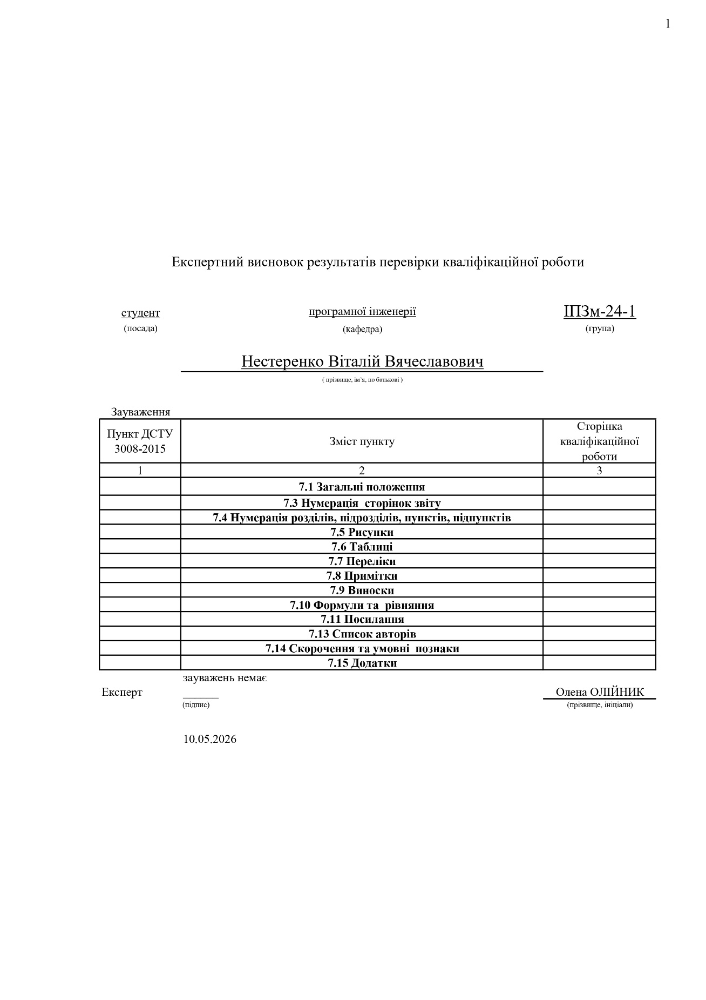 1
Експертний висновок результатів перевірки кваліфікаційної роботи
студент програмної інженерії ІПЗм-24-1
(посада) (кафедра) (група)
Нестеренко Віталій Вячеславович
( прізвище, ім’я, по батькові )
Зауваження
Пункт ДСТУ
3008-2015
Зміст пункту
Сторінка
кваліфікаційної
роботи
1 2 3
7.1 Загальні положення
7.3 Нумерація сторінок звіту
7.4 Нумерація розділів, підрозділів, пунктів, підпунктів
7.5 Рисунки
7.6 Таблиці
7.7 Переліки
7.8 Примітки
7.9 Виноски
7.10 Формули та рівняння
7.11 Посилання
7.13 Список авторів
7.14 Скорочення та умовні познаки
7.15 Додатки
зауважень немає
Експерт ______ Олена ОЛІЙНИК
(підпис) (прізвище, ініціали)
10.05.2026